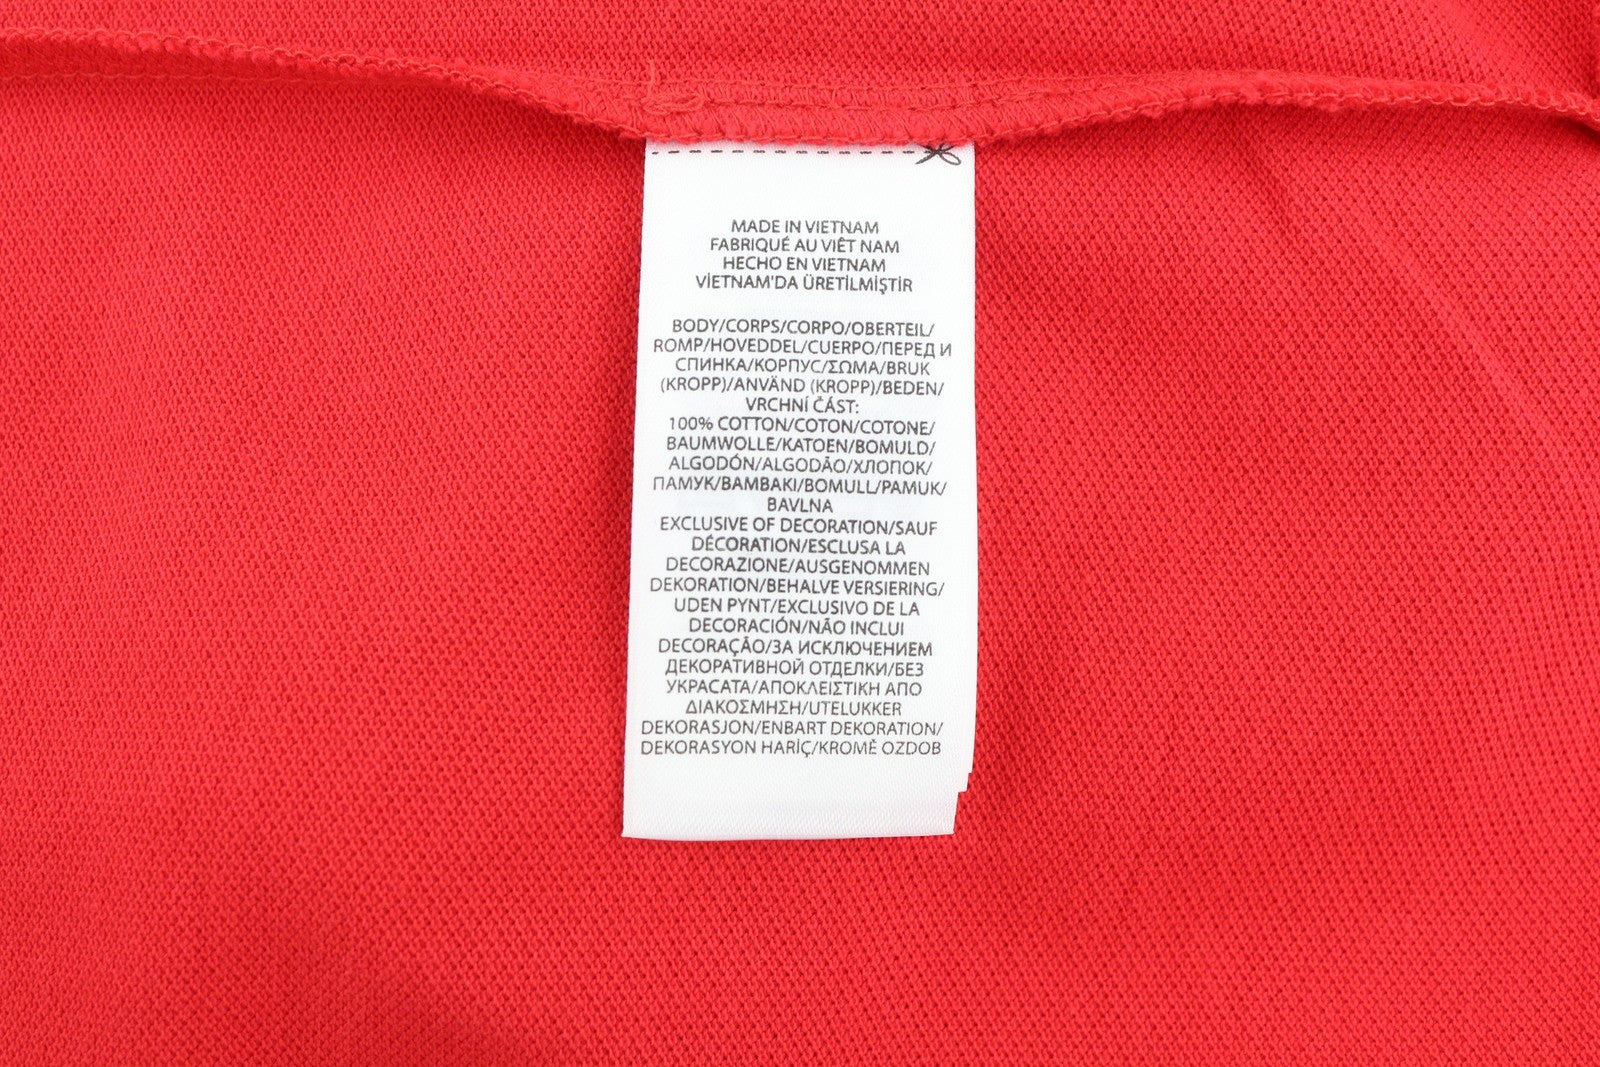 MADE IN VIETNAM
FABRIQUÉ AU VIÊT NAM
HECHO EN VIETNAM
VİETNAM'DA ÜRETİLMİŞTİR
BODY/CORPS/CORPO/OBERTEIL/
ROMP/HOVEDDEL/CUERPO/ПЕРЕД И
СПИНКА/КОРПУС/ΣΩΜΑ/BRUK
(KROPP)/ANVÄND (KROPP)/BEDEN/
VRCHNÍ ČÁST:
100% COTTON/COTON/COTONE/
BAUMWOLLE/KATOEN/BOMULD/
ALGODÓN/ALGODÃO/ХЛОПОК/
ПАМУК/ΒΑΜΒΑΚΙ/BOMULL/PAMUK/
BAVLNA
EXCLUSIVE OF DECORATION/SAUF
DÉCORATION/ESCLUSA LA
DECORAZIONE/AUSGENOMMEN
DEKORATION/BEHALVE VERSIERING/
UDEN PYNT/EXCLUSIVO DE LA
DECORACIÓN/NÃO INCLUI
DECORAÇÃO/ЗА ИСКЛЮЧЕНИЕМ
ДЕКОРАТИВНОЙ ОТДЕЛКИ/БЕЗ
УКРАСАТА/ΑΠΟΚΛΕΙΣΤΙΚΗ ΑΠΟ
ΔΙΑΚΟΣΜΗΣΗ/UTELUKKER
DEKORASJON/ENBART DEKORATION/
DEKORASYON HARİÇ/KROMĚ OZDOB